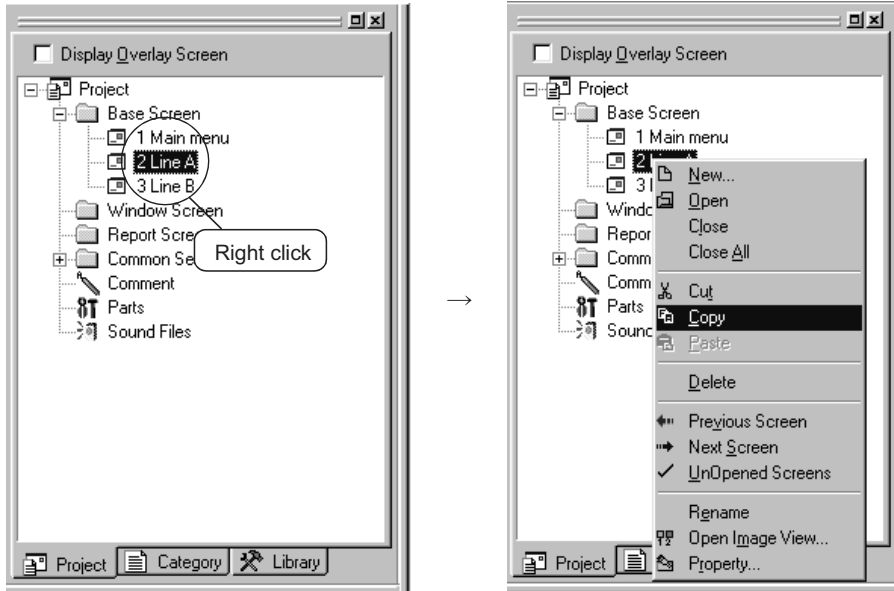 Display Overlay Screen
Project
Base Screen
1 Main menu
2 Line A
3 Line B
Window Screen
Report Scre
Right click
Common Se
Comment
Parts
Sound Files
Project
Category
Library
→
Display Overlay Screen
Project
Base Screen
1 Main menu
2
3
Windo
Repor
Comm
Comm
Parts
Sound
Project
New...
Open
Close
Close All
Cut
Copy
Paste
Delete
Previous Screen
Next Screen
UnOpened Screens
Rename
Open Image View...
Property...